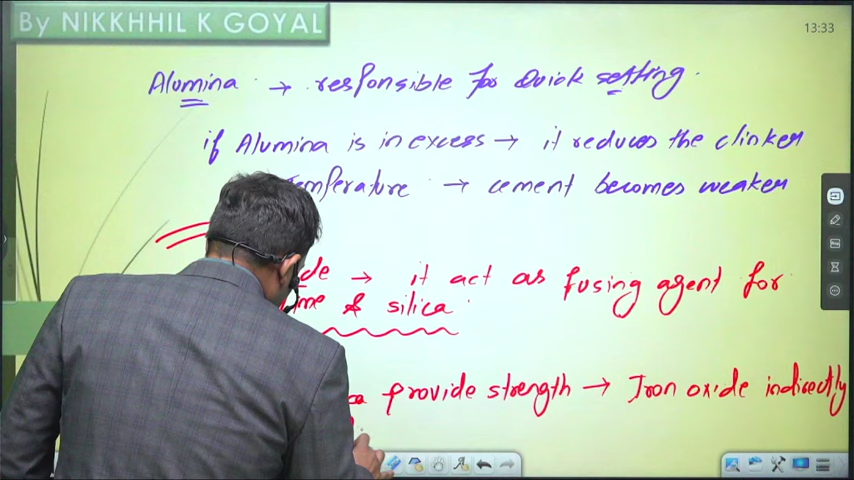 By NIKKHHIL K GOYAL
13:33
Alumina → responsible for Quick setting.
if Alumina is in excess → it reduces the clinker
Temperature → cement becomes weaker
de → it act as fusing agent for
me & silica
ca provide strength → Iron oxide indirectly